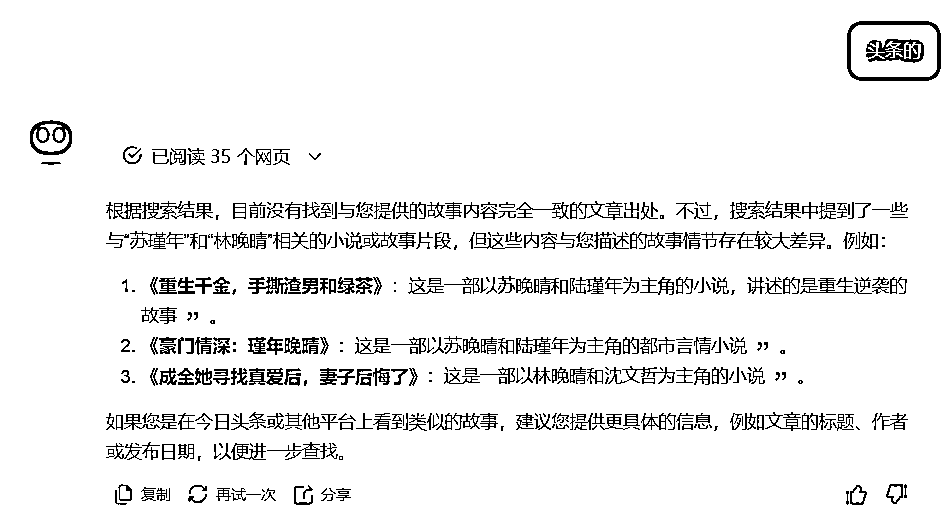 头条的
已阅读 35 个网页
根据搜索结果，目前没有找到与您提供的故事内容完全一致的文章出处。不过，搜索结果中提到了一些
与“苏瑾年”和“林晚晴”相关的小说或故事片段，但这些内容与您描述的故事情节存在较大差异。例如：
1. 《重生千金，手撕渣男和绿茶》：这是一部以苏晚晴和陆瑾年为主角的小说，讲述的是重生逆袭的
故事 ” 。
2. 《豪门情深：瑾年晚晴》：这是一部以苏晚晴和陆瑾年为主角的都市言情小说 ” 。
3. 《成全她寻找真爱后，妻子后悔了》：这是一部以林晚晴和沈文哲为主角的小说 ” 。
如果您是在今日头条或其他平台上看到类似的故事，建议您提供更具体的信息，例如文章的标题、作者
或发布日期，以便进一步查找。
复制 再试一次 分享